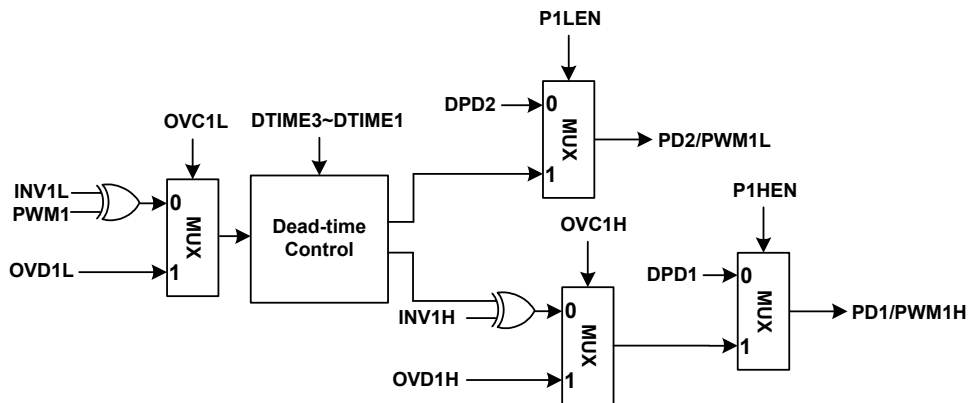 P1LEN
DPD2
0
MUX
1
PD2/PWM1L
OVC1L
DTIME3~DTIME1
INV1L
PWM1
0
MUX
OVD1L
1
Dead-time
Control
P1HEN
OVC1H
DPD1
0
MUX
1
PD1/PWM1H
INV1H
0
MUX
OVD1H
1